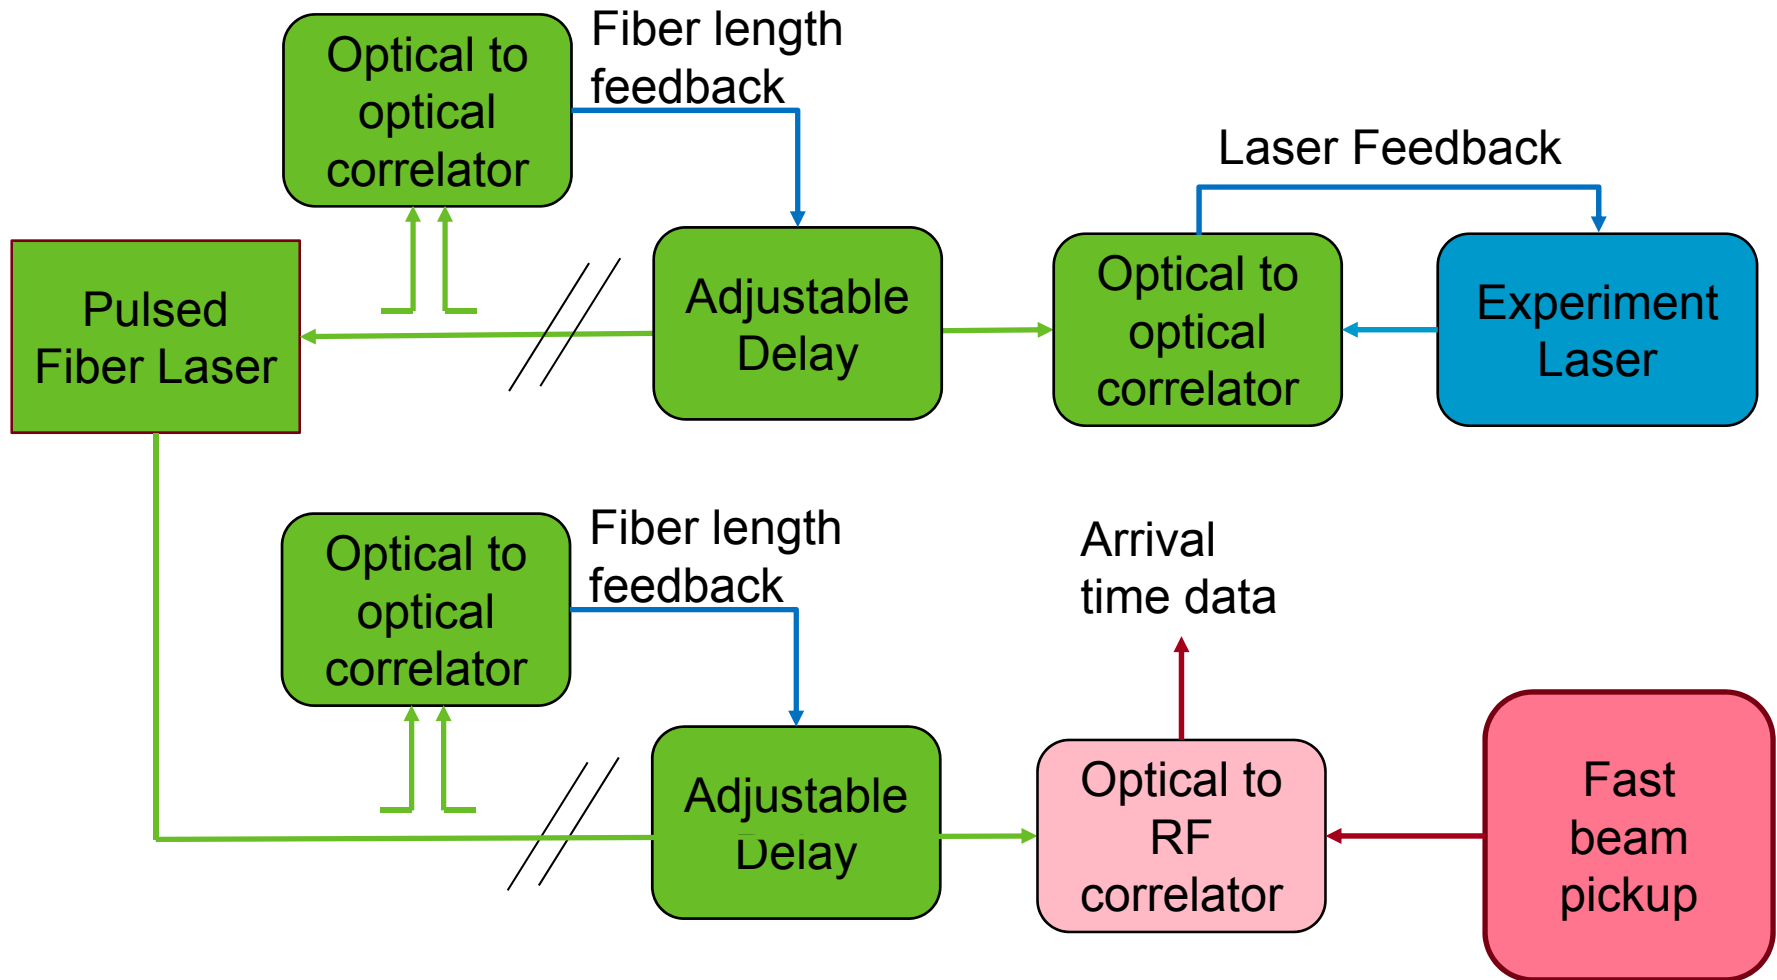 Optical to
optical
correlator
Fiber length
feedback
Laser Feedback
Pulsed
Fiber Laser
Adjustable
Delay
Optical to
optical
correlator
Experiment
Laser
Optical to
optical
correlator
Fiber length
feedback
Arrival
time data
Adjustable
Delay
Optical to
RF
correlator
Fast
beam
pickup